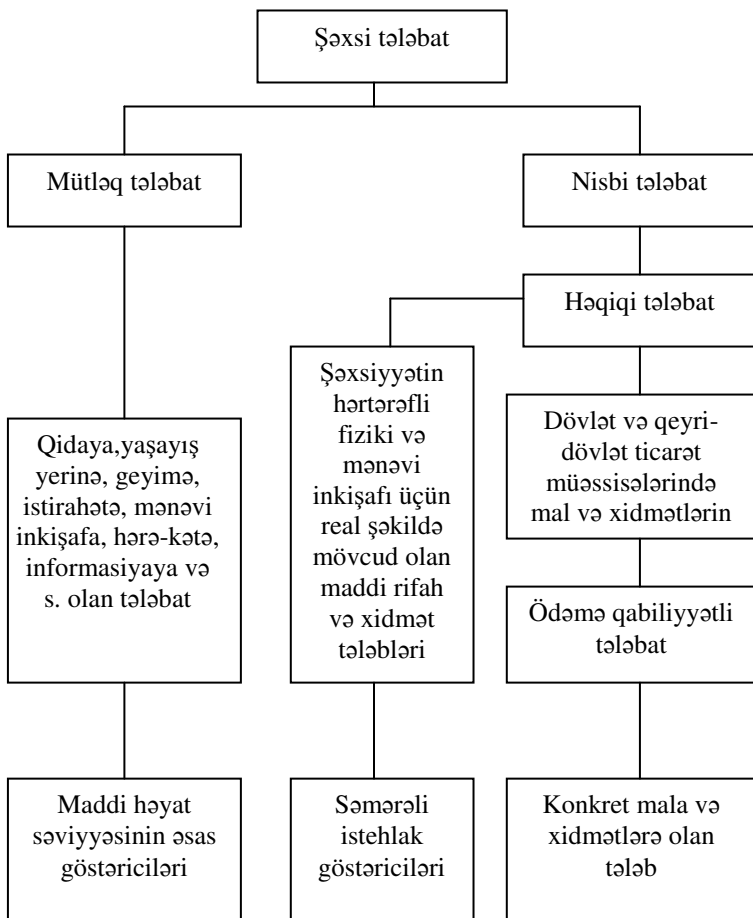 Şəxsi tələbat
Mütləq tələbat
Nisbi tələbat
Həqiqi tələbat
Qidaya,yaşayış
yerinə, geyimə,
istirahətə, mənəvi
inkişafa, hərə-kətə,
informasiyaya və
s. olan tələbat
Şəxsiyyətin
hərtərəfli
fiziki və
mənəvi
inkişafı üçün
real şəkildə
mövcud olan
maddi rifah
və xidmət
tələbləri
Dövlət və qeyri-
dövlət ticarət
müəssisələrində
mal və xidmətlərin
Ödəmə qabiliyyətli
tələbat
Maddi həyat
səviyyəsinin əsas
göstəriciləri
Səmərəli
istehlak
göstəriciləri
Konkret mala və
xidmətlərə olan
tələb